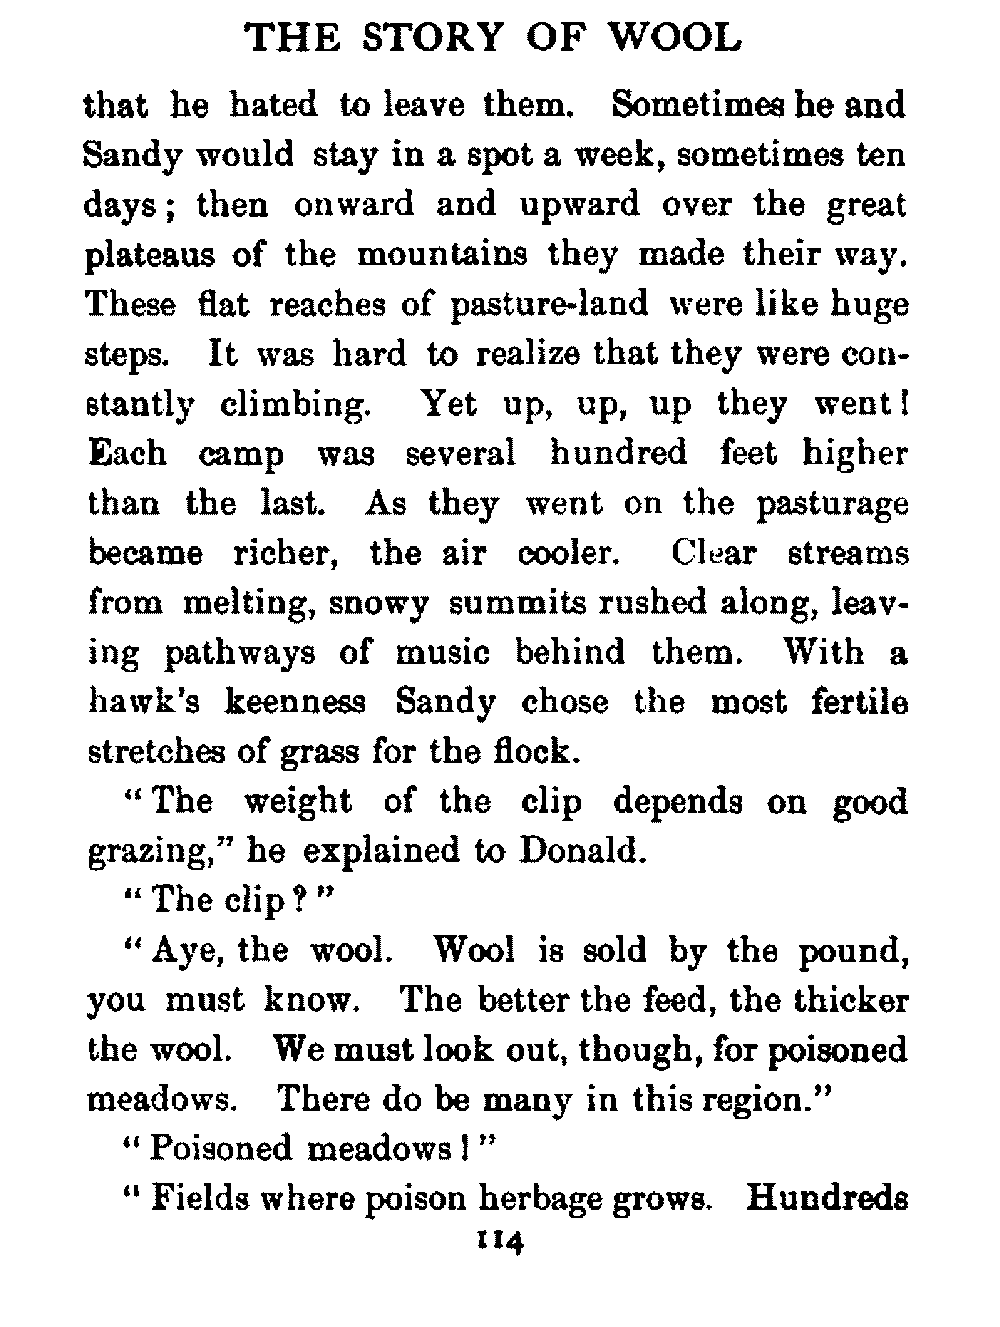 THE STORY OF WOOL
that he hated to leave them. Sometimes he and
Sandy would stay in a spot a week, sometimes ten
days; then onward and upward over the great
plateaus of the mountains they made their way.
These flat reaches of pasture-land were like huge
steps. It was hard to realize that they were con-
stantly climbing. Yet up, up, up they went!
Each camp was several hundred feet higher
than the last. As they went on the pasturage
became richer, the air cooler. Clear streams
from melting, snowy summits rushed along, leav-
ing pathways of music behind them. With a
hawk's keenness Sandy chose the most fertile
stretches of grass for the flock.
"The weight of the clip depends on good
grazing," he explained to Donald.
"The clip?"
"Aye, the wool. Wool is sold by the pound,
you must know. The better the feed, the thicker
the wool. We must look out, though, for poisoned
meadows. There do be many in this region."
"Poisoned meadows!"
"Fields where poison herbage grows. Hundreds
114